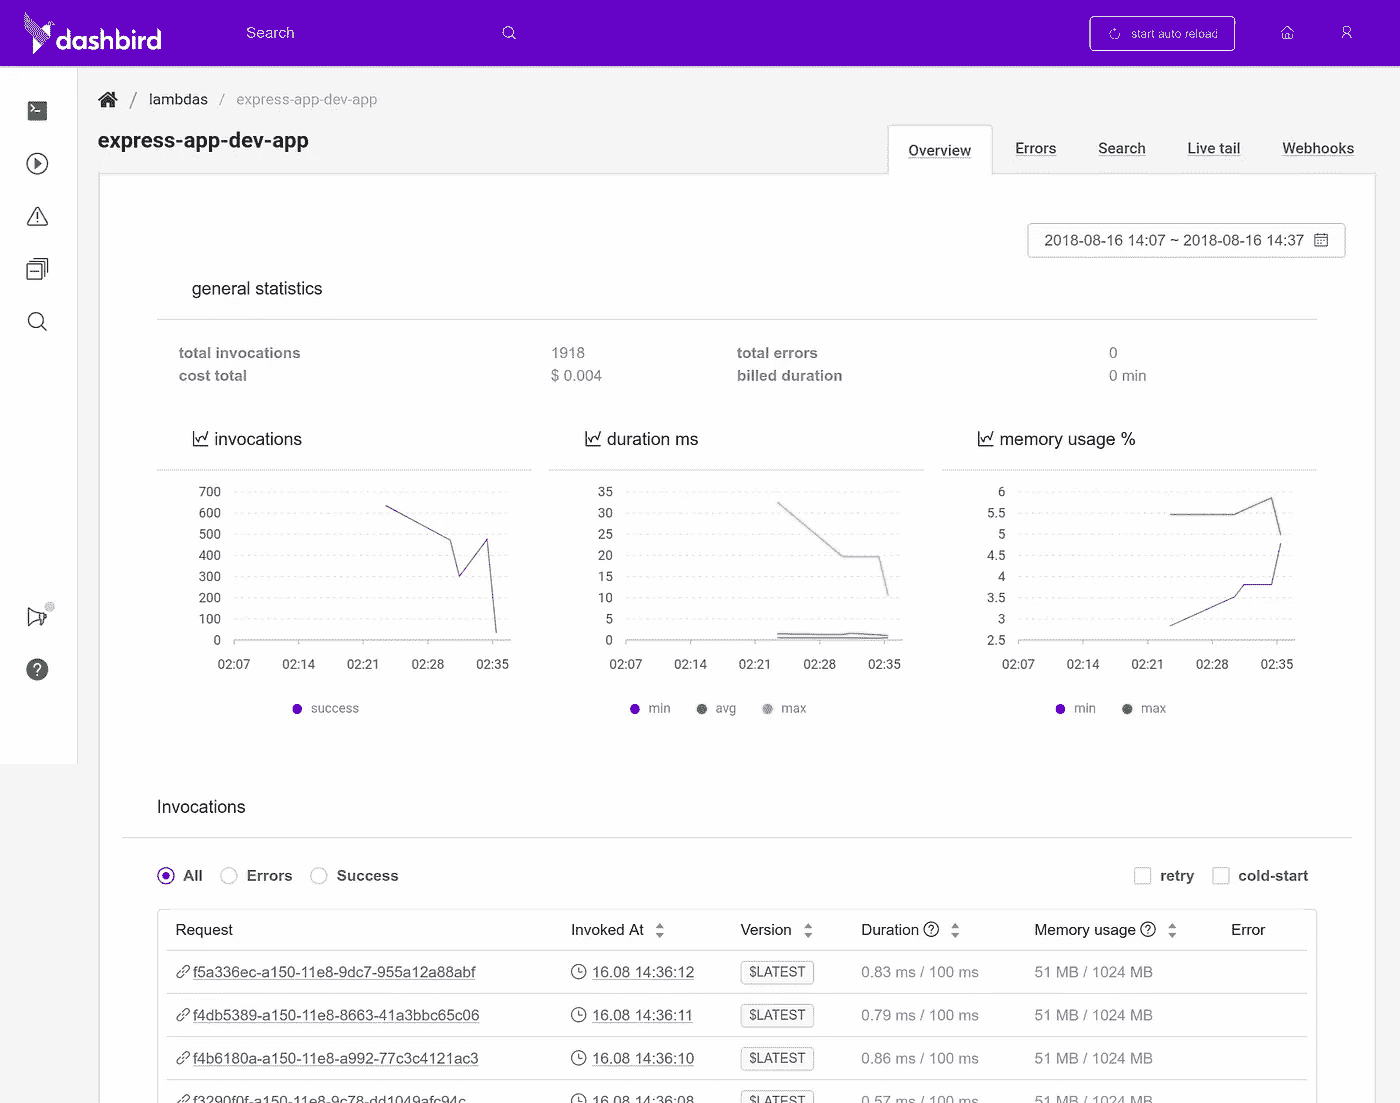 dashbird
Search
start auto reload
/ lambdas / express-app-dev-app
express-app-dev-app
Overview Errors Search Live tail Webhooks
2018-08-16 14:07 ~ 2018-08-16 14:37
general statistics
total invocations 1918 total errors 0
cost total $ 0.004 billed duration 0 min
invocations
700
600
500
400
300
200
100
0
02:07 02:14 02:21 02:28 02:35
success
duration ms
35
30
25
20
15
10
5
0
02:07 02:14 02:21 02:28 02:35
min avg max
memory usage %
6
5.5
5
4.5
4
3.5
3
2.5
02:07 02:14 02:21 02:28 02:35
min max
?
Invocations
All Errors Success retry cold-start
Request Invoked At Version Duration ? Memory usage ? Error
f5a336ec-a150-11e8-9dc7-955a12a88abf 16.08 14:36:12 $LATEST 0.83 ms / 100 ms 51 MB / 1024 MB
f4db5389-a150-11e8-8663-41a3bbc65c06 16.08 14:36:11 $LATEST 0.79 ms / 100 ms 51 MB / 1024 MB
f4b6180a-a150-11e8-a992-77c3c4121ac3 16.08 14:36:10 $LATEST 0.86 ms / 100 ms 51 MB / 1024 MB
f3290f0f-a150-11e8-9c78-dd1049afc94c 16.08 14:36:08 $LATEST 0.57 ms / 100 ms 51 MB / 1024 MB